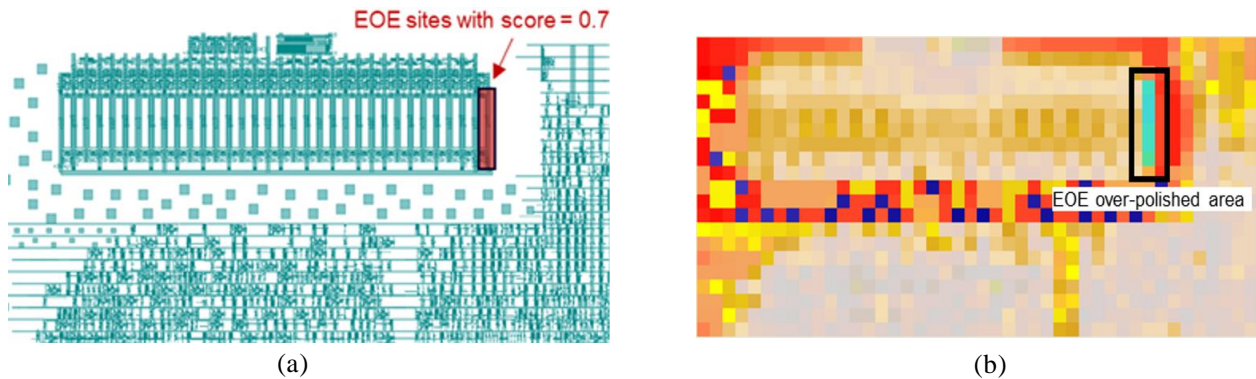 EOE sites with score = 0.7
EOE over-polished area
(a)
(b)